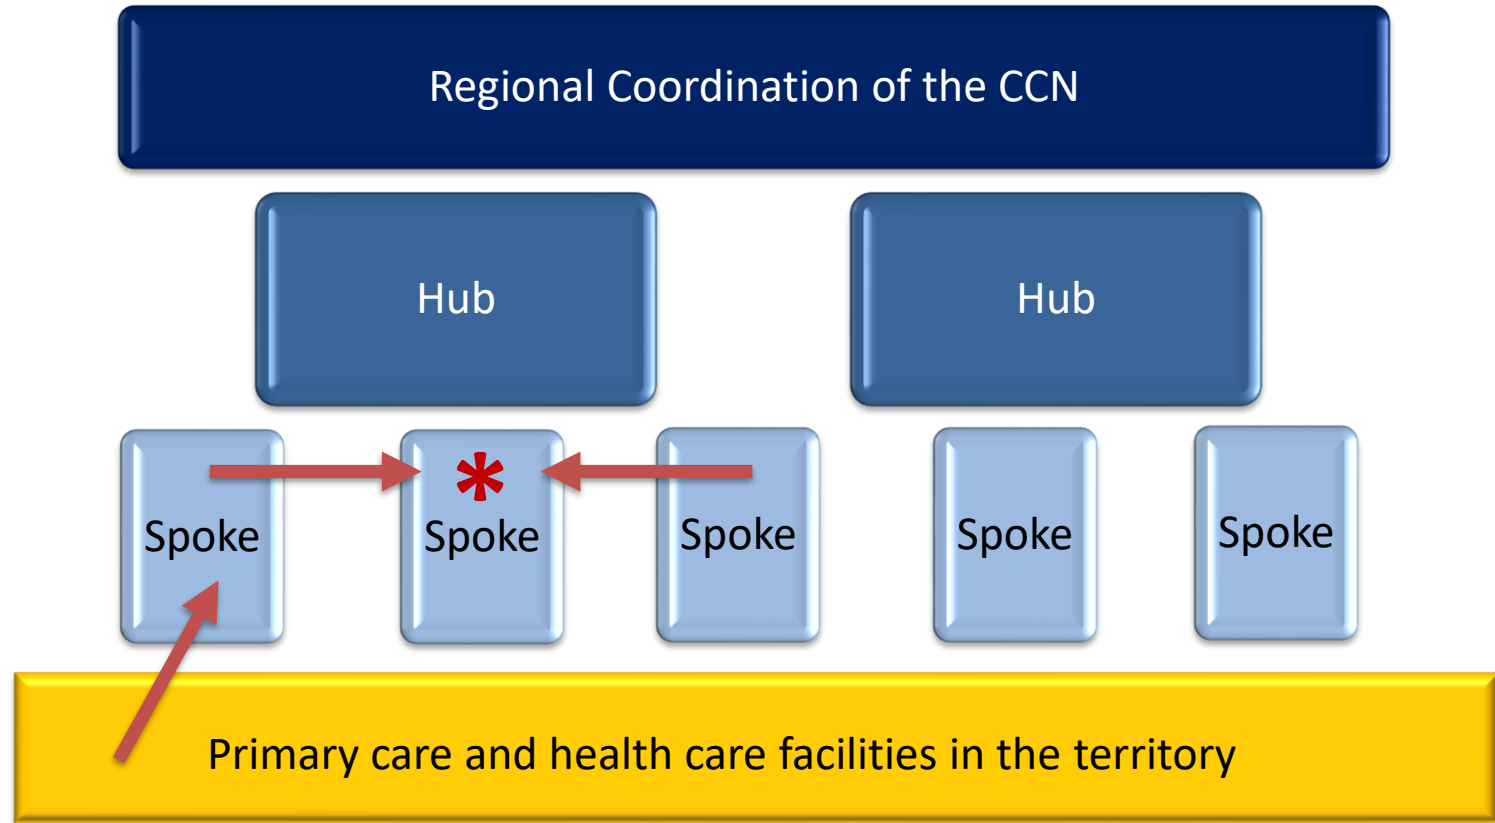 Regional Coordination of the CCN
Hub
Hub
*
Spoke
Spoke
Spoke
Spoke
Spoke
Primary care and health care facilities in the territory